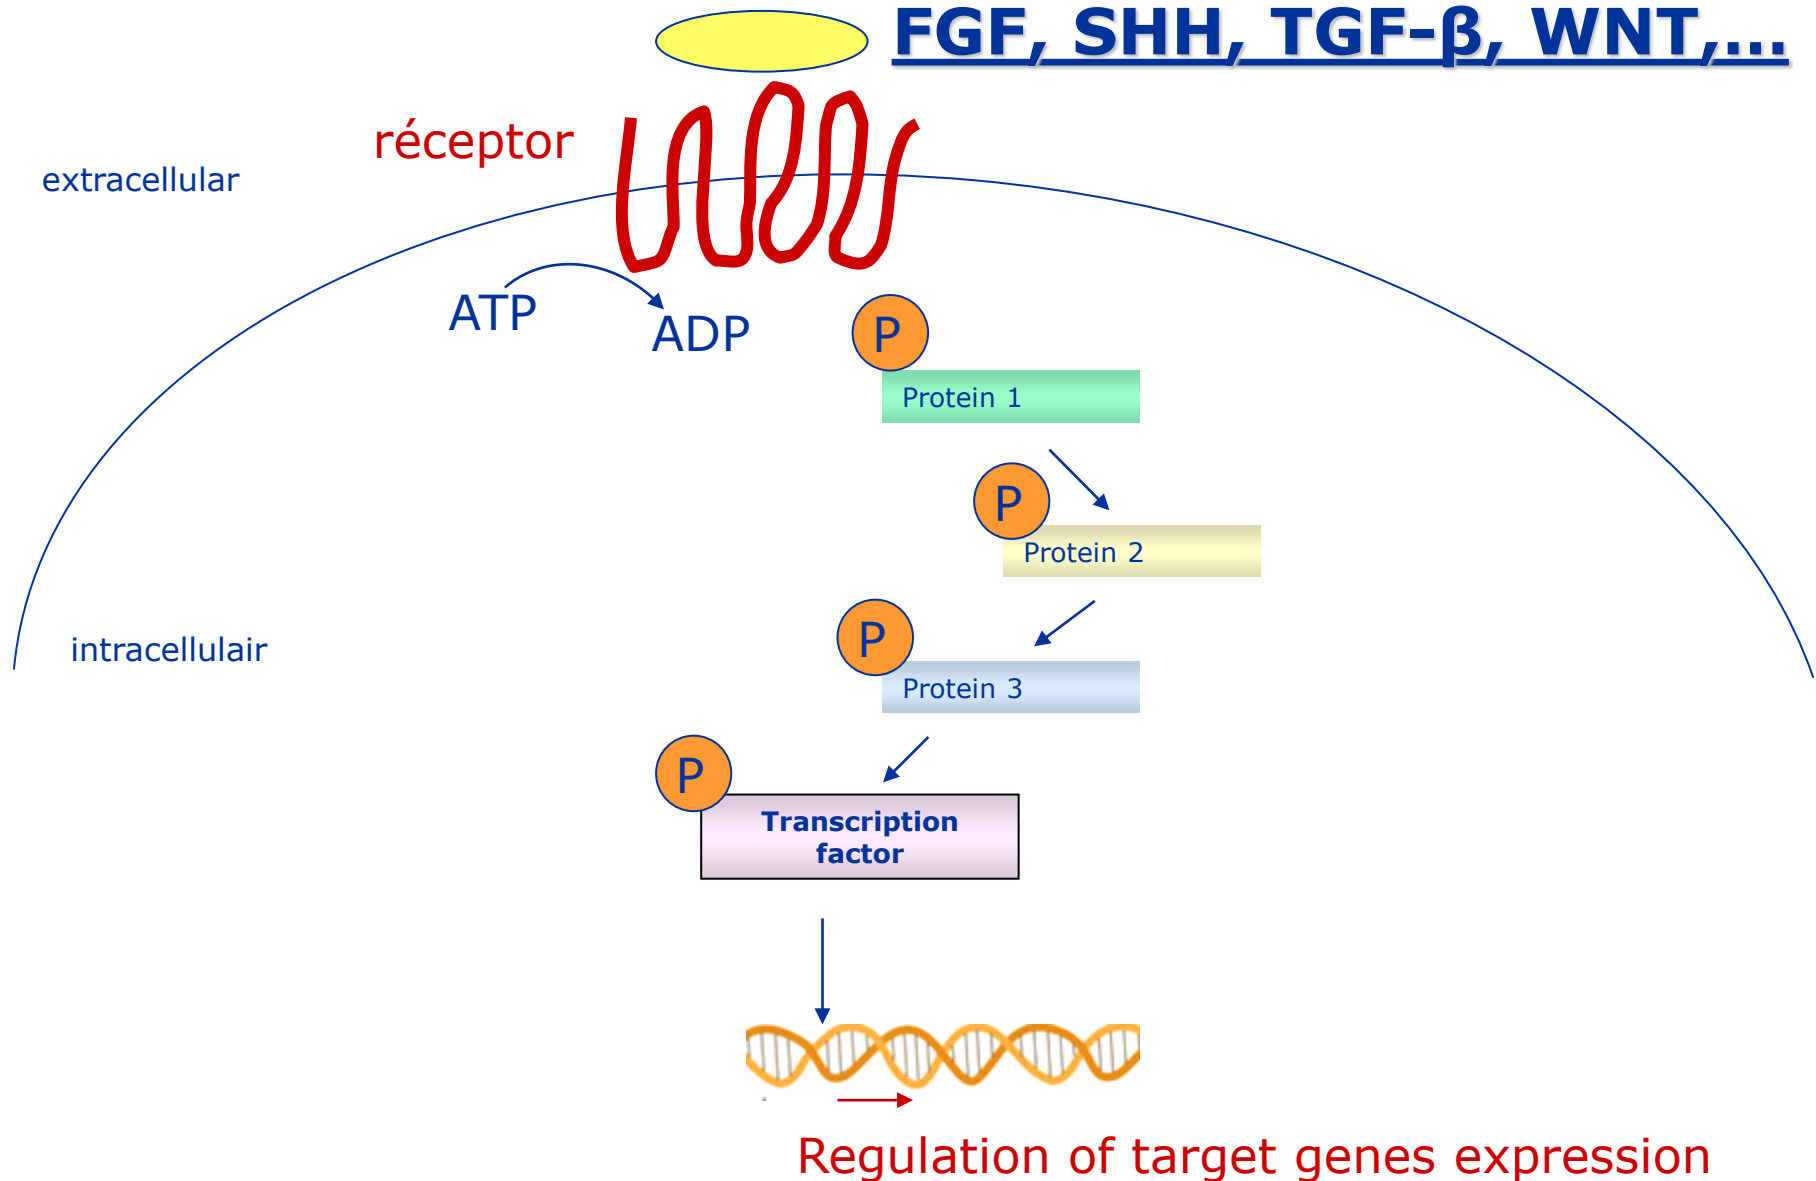 FGF, SHH, TGF-β, WNT,...
réceptor
extracellular
ATP
ADP
P
Protein 1
P
Protein 2
P
intracellulair
Protein 3
P
Transcription
factor
Regulation of target genes expression